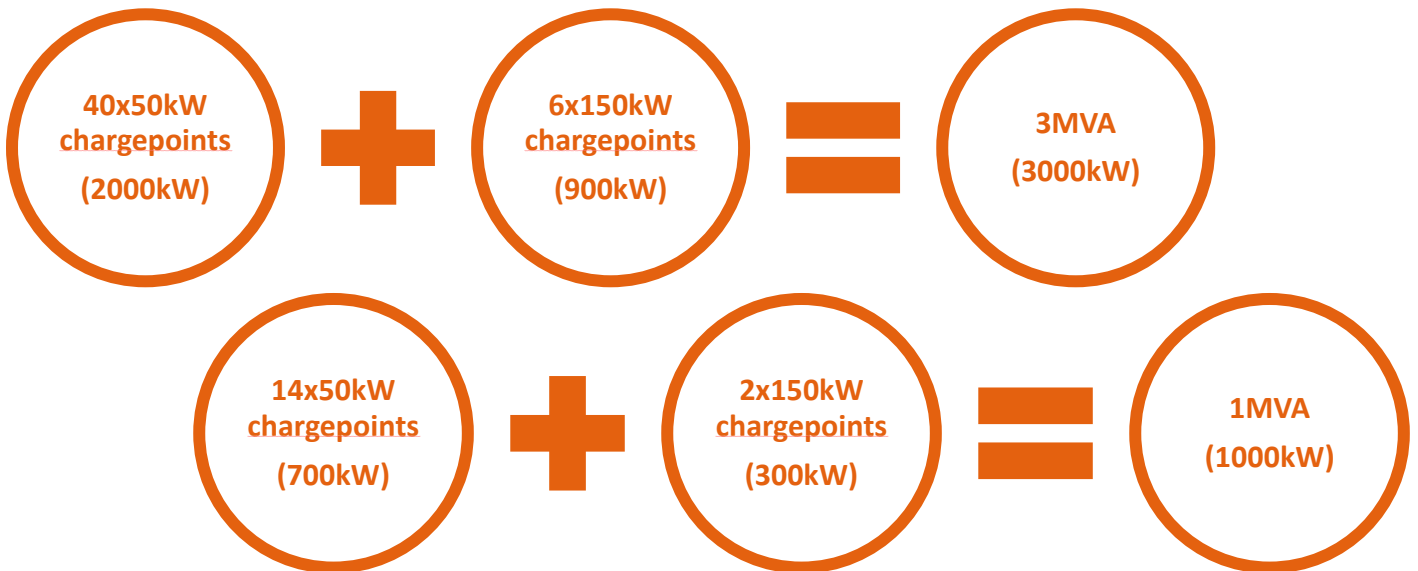 40x50kW
chargepoints
(2000kW)
6x150kW
chargepoints
(900kW)
3MVA
(3000kW)
14x50kW
chargepoints
(700kW)
2x150kW
chargepoints
(300kW)
1MVA
(1000kW)